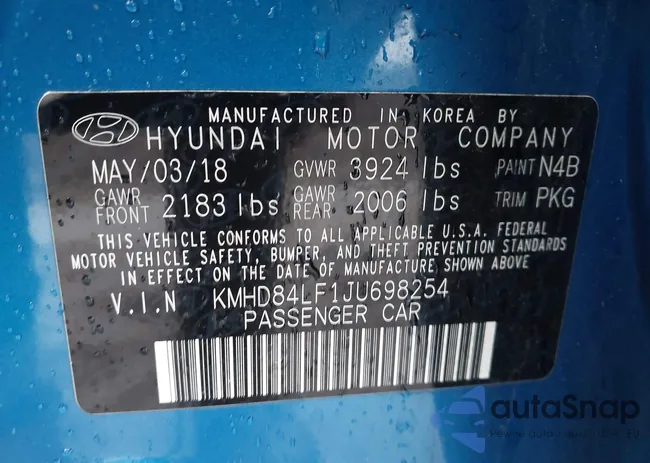 MANUFACTURED IN KOREA BY
HYUNDAI MOTOR COMPANY
MAY/03/18 GVWR 3924 lbs PAINT N4B
GAWR FRONT 2183 lbs GAWR REAR 2006 lbs TRIM PKG
THIS VEHICLE CONFORMS TO ALL APPLICABLE U.S.A. FEDERAL
MOTOR VEHICLE SAFETY, BUMPER, AND THEFT PREVENTION STANDARDS
IN EFFECT ON THE DATE OF MANUFACTURE SHOWN ABOVE.
V.I.N KMHD84LF1JU698254
PASSENGER CAR
autaSnap